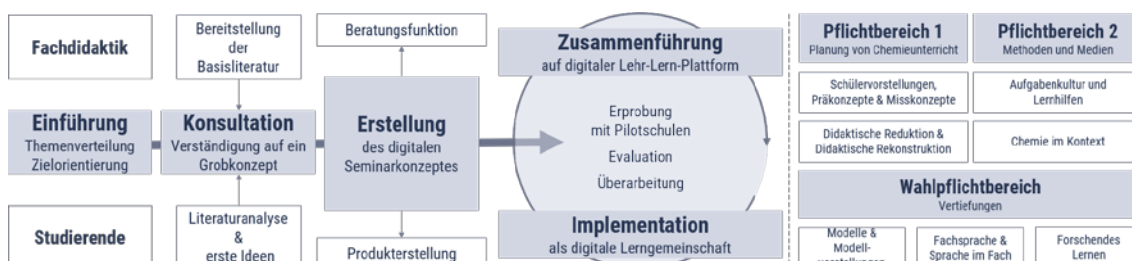 Fachdidaktik
Bereitstellung
der
Basisliteratur
Beratungsfunktion
Einführung
Themenverteilung
Zielorientierung
Konsultation
Verständigung auf ein
Grobkonzept
Erstellung
des digitalen
Seminarkonzeptes
Studierende
Literaturanalyse
&
erste Ideen
Produkterstellung
Zusammenführung
auf digitaler Lehr-Lern-Plattform
Erprobung
mit Pilotschulen
Evaluation
Überarbeitung
Implementation
als digitale Lerngemeinschaft
Pflichtbereich 1
Planung von Chemieunterricht
Pflichtbereich 2
Methoden und Medien
Schülervorstellungen,
Präkonzepte & Misskonzepte
Aufgabenkultur und
Lernhilfen
Didaktische Reduktion &
Didaktische Rekonstruktion
Chemie im Kontext
Wahlpflichtbereich
Vertiefungen
Modelle &
Modell-
Fachsprache &
Sprache im Fach
Forschendes
Lernen